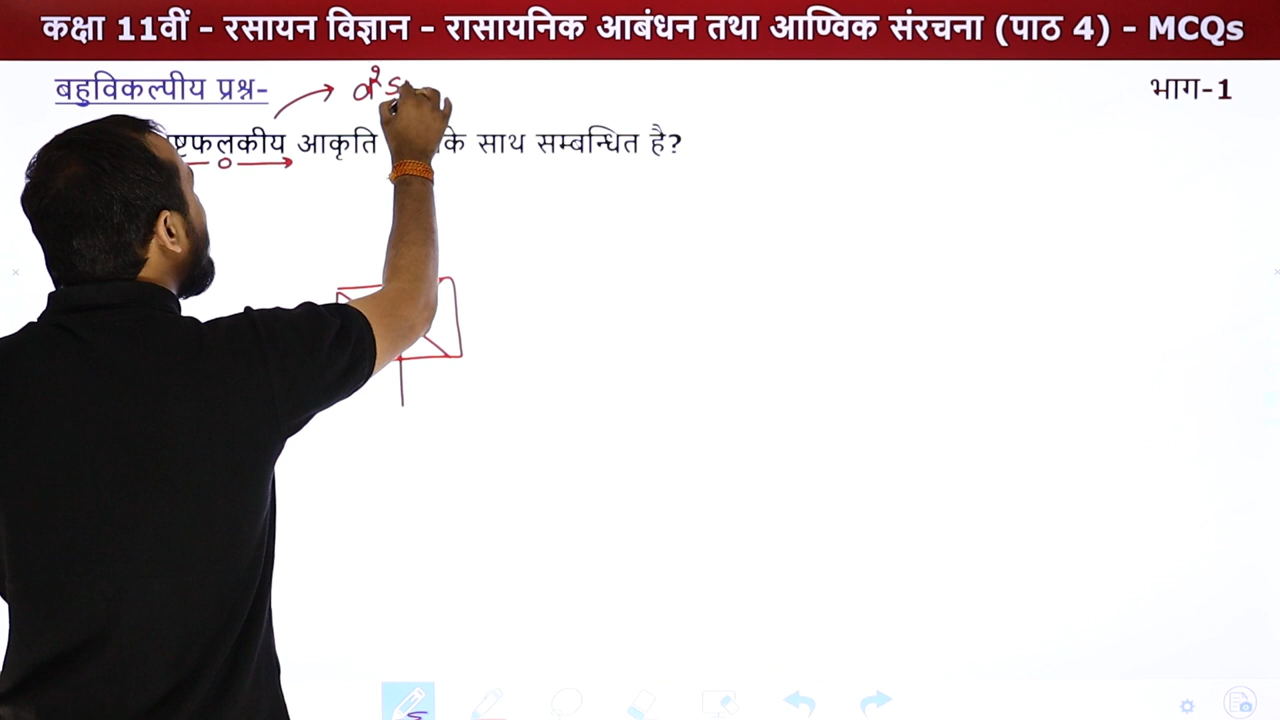 कक्षा 11वीं - रसायन विज्ञान - रासायनिक आबंधन तथा आण्विक संरचना (पाठ 4) - MCQs
बहुविकल्पीय प्रश्न-
भाग-1
d²s
आकृति साथ सम्बन्धित है?